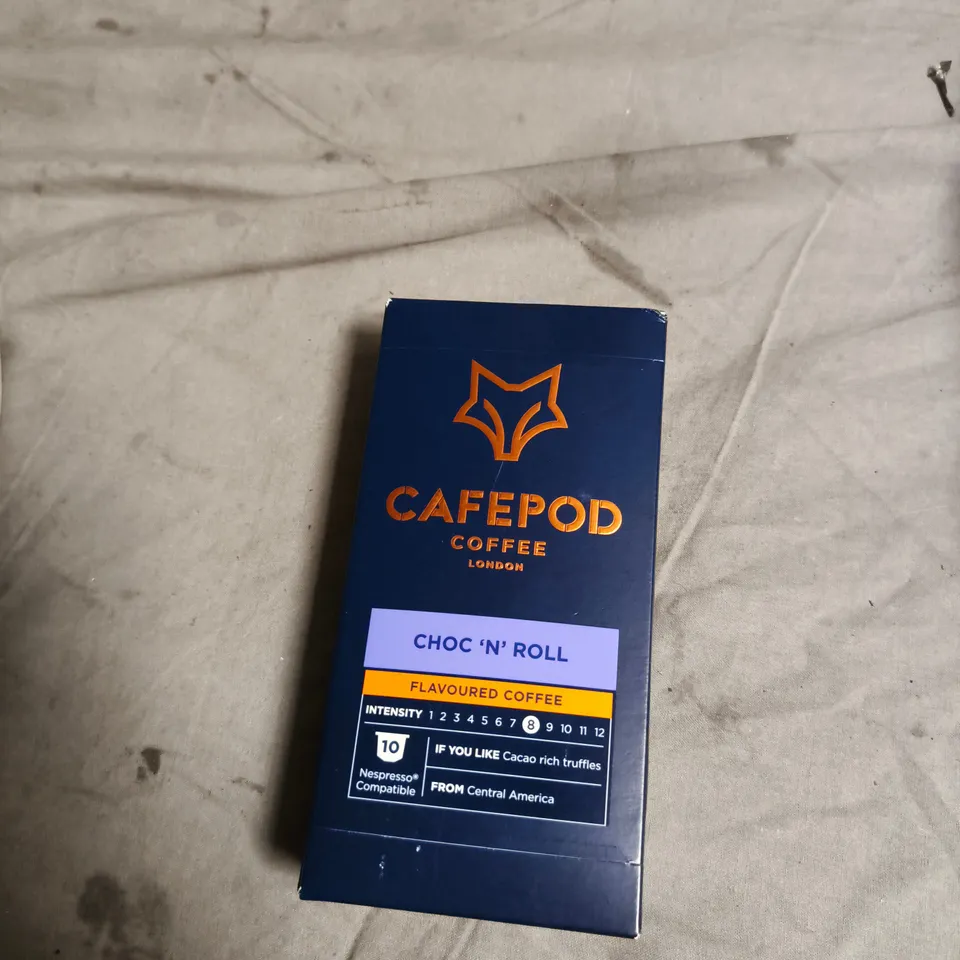 CAFEPOD
COFFEE
LONDON
CHOC ‘N’ ROLL
FLAVOURED COFFEE
INTENSITY 1 2 3 4 5 6 7 8 9 10 11 12
10
Nespresso®
Compatible
IF YOU LIKE Cacao rich truffles
FROM Central America